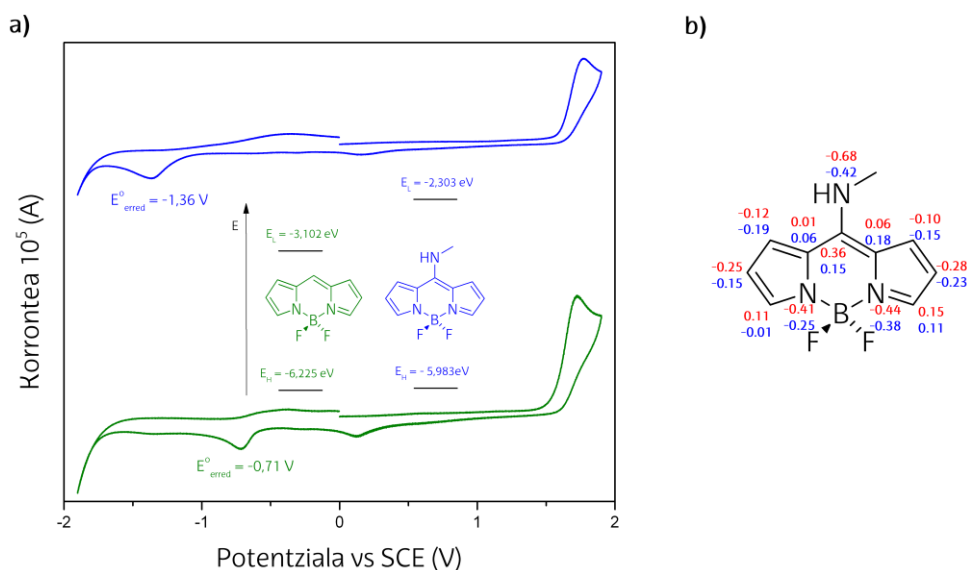 a)
b)
Korrontea 10⁵ (A)
E°erred = -1,36 V
E
E_L = -3,102 eV
E_L = -2,303 eV
HN
N
N
B
F
F
N
N
B
F
F
E_H = -6,225 eV
E_H = -5,983eV
E°erred = -0,71 V
-2
-1
0
1
2
Potentziala vs SCE (V)
-0.68
-0.42
HN
-0.12
0.01
0.06
-0.10
-0.19
0.06
0.36
0.18
-0.15
-0.25
0.15
-0.28
-0.15
-0.23
N
N
0.11
-0.41
B
-0.44
0.15
-0.01
-0.25
-0.38
0.11
F
F